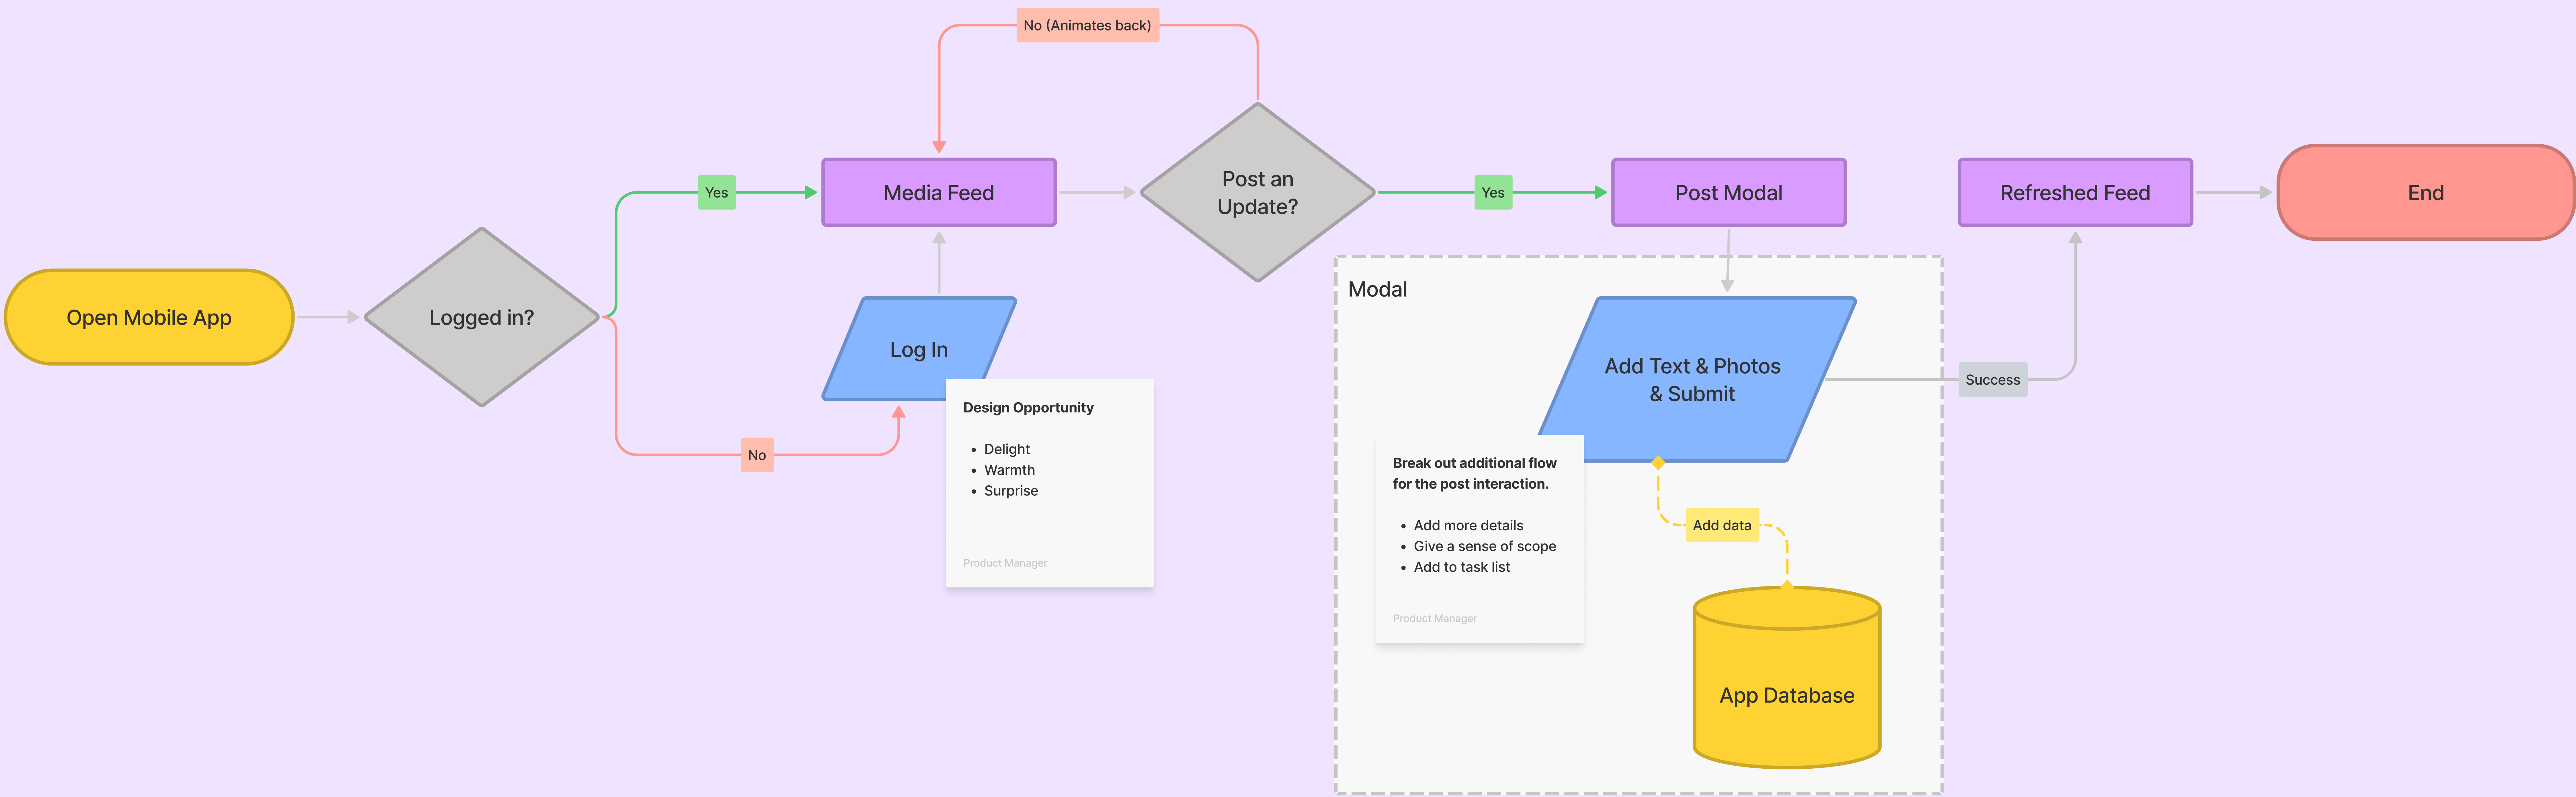 No (Animates back)
Open Mobile App
Logged in?
Yes
No
Media Feed
Log In
Design Opportunity
• Delight
• Warmth
• Surprise
Product Manager
Post an
Update?
Yes
Post Modal
Modal
Add Text & Photos
& Submit
Break out additional flow
for the post interaction.
• Add more details
• Give a sense of scope
• Add to task list
Product Manager
Add data
App Database
Success
Refreshed Feed
End